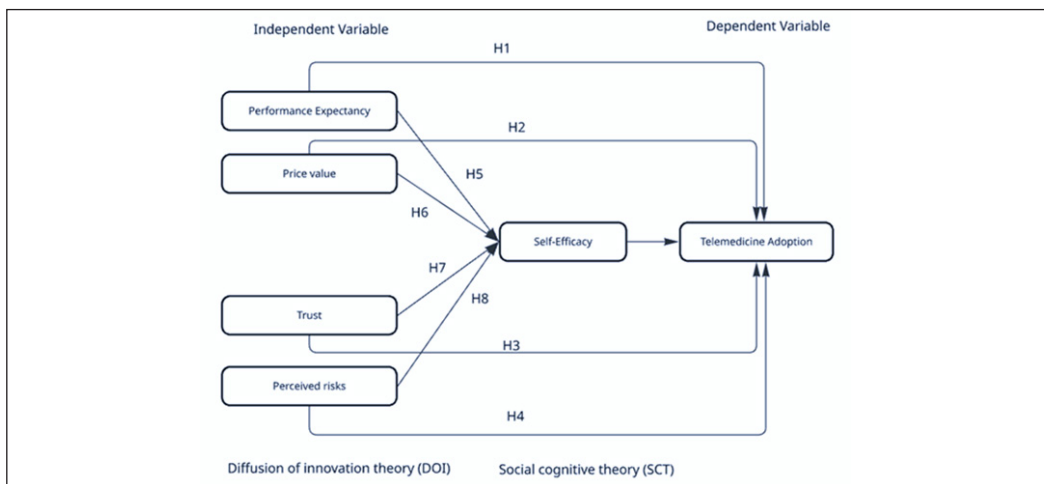 Independent Variable
Dependent Variable
H1
Performance Expectancy
H2
Price value
H5
H6
Self-Efficacy
Telemedicine Adoption
H7
H8
Trust
H3
Perceived risks
H4
Diffusion of innovation theory (DOI)
Social cognitive theory (SCT)